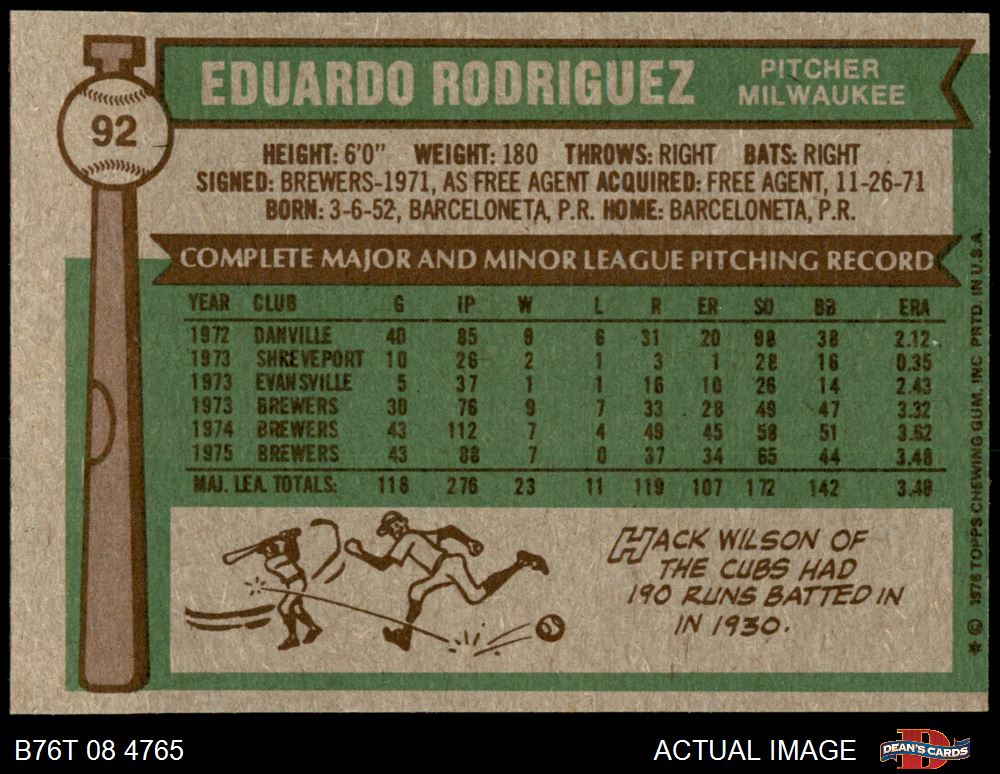 92
EDUARDO RODRIGUEZ
PITCHER
MILWAUKEE
HEIGHT: 6'0" WEIGHT: 180 THROWS: RIGHT BATS: RIGHT
SIGNED: BREWERS-1971, AS FREE AGENT ACQUIRED: FREE AGENT, 11-26-71
BORN: 3-6-52, BARCELONETA, P.R. HOME: BARCELONETA, P.R.
COMPLETE MAJOR AND MINOR LEAGUE PITCHING RECORD
YEAR CLUB G IP W L R ER SO BB ERA
1972 DANVILLE 40 85 9 6 31 20 98 38 2.12
1973 SHREVEPORT 10 26 2 1 3 1 28 16 0.35
1973 EVANSVILLE 5 37 1 1 16 10 26 14 2.43
1973 BREWERS 30 76 9 7 33 28 49 47 3.32
1974 BREWERS 43 112 7 4 49 45 58 51 3.62
1975 BREWERS 43 88 7 0 37 34 65 44 3.48
MAJ. LEA. TOTALS: 116 276 23 11 119 107 172 142 3.49
HACK WILSON OF
THE CUBS HAD
190 RUNS BATTED IN
IN 1930.
* © 1976 TOPPS CHEWING GUM, INC. PRTD. IN U.S.A.
B76T 08 4765
ACTUAL IMAGE
DEAN'S CARDS